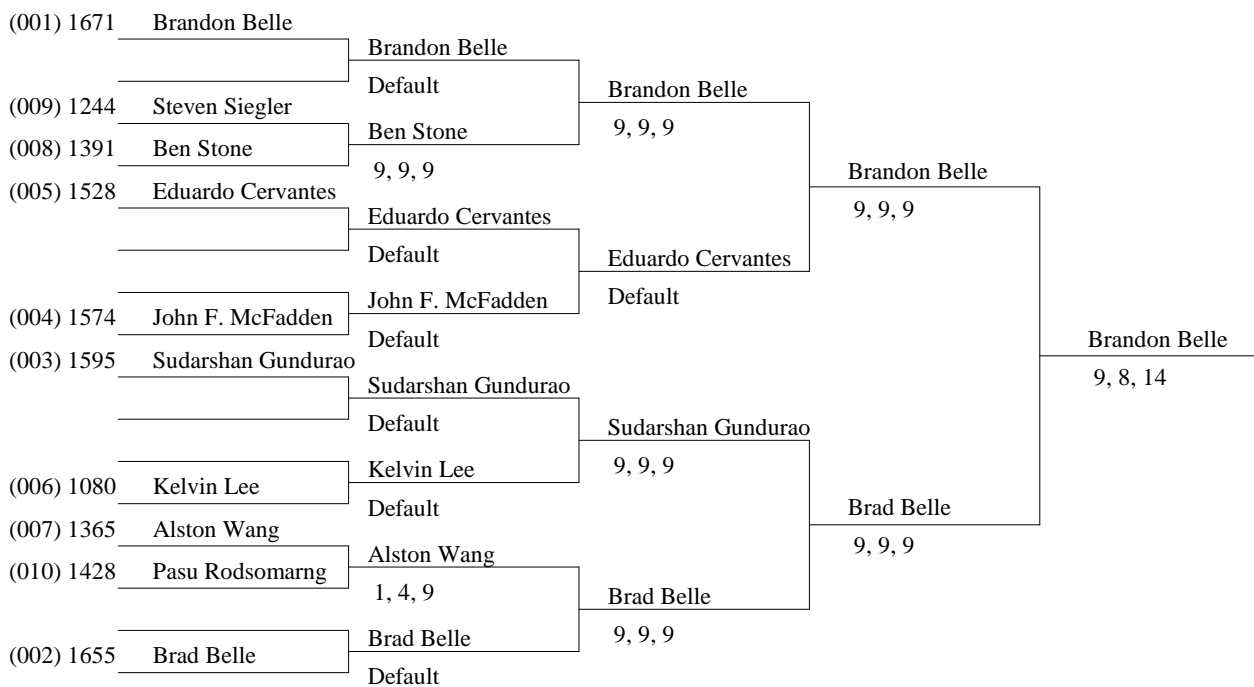 (001) 1671 Brandon Belle
Brandon Belle
Default
Brandon Belle
9, 9, 9
(009) 1244 Steven Siegler
Ben Stone
(008) 1391 Ben Stone
9, 9, 9
Brandon Belle
9, 9, 9
(005) 1528 Eduardo Cervantes
Eduardo Cervantes
Default
Eduardo Cervantes
Default
John F. McFadden
(004) 1574 John F. McFadden
Default
Brandon Belle
9, 8, 14
(003) 1595 Sudarshan Gundurao
Sudarshan Gundurao
Default
Sudarshan Gundurao
9, 9, 9
Kelvin Lee
(006) 1080 Kelvin Lee
Default
Brad Belle
9, 9, 9
(007) 1365 Alston Wang
Alston Wang
(010) 1428 Pasu Rodsomarng
1, 4, 9
Brad Belle
9, 9, 9
Brad Belle
(002) 1655 Brad Belle
Default